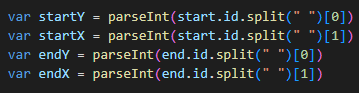 var startY = parseInt(start.id.split(" ")[0])
var startX = parseInt(start.id.split(" ")[1])
var endY = parseInt(end.id.split(" ")[0])
var endX = parseInt(end.id.split(" ")[1])